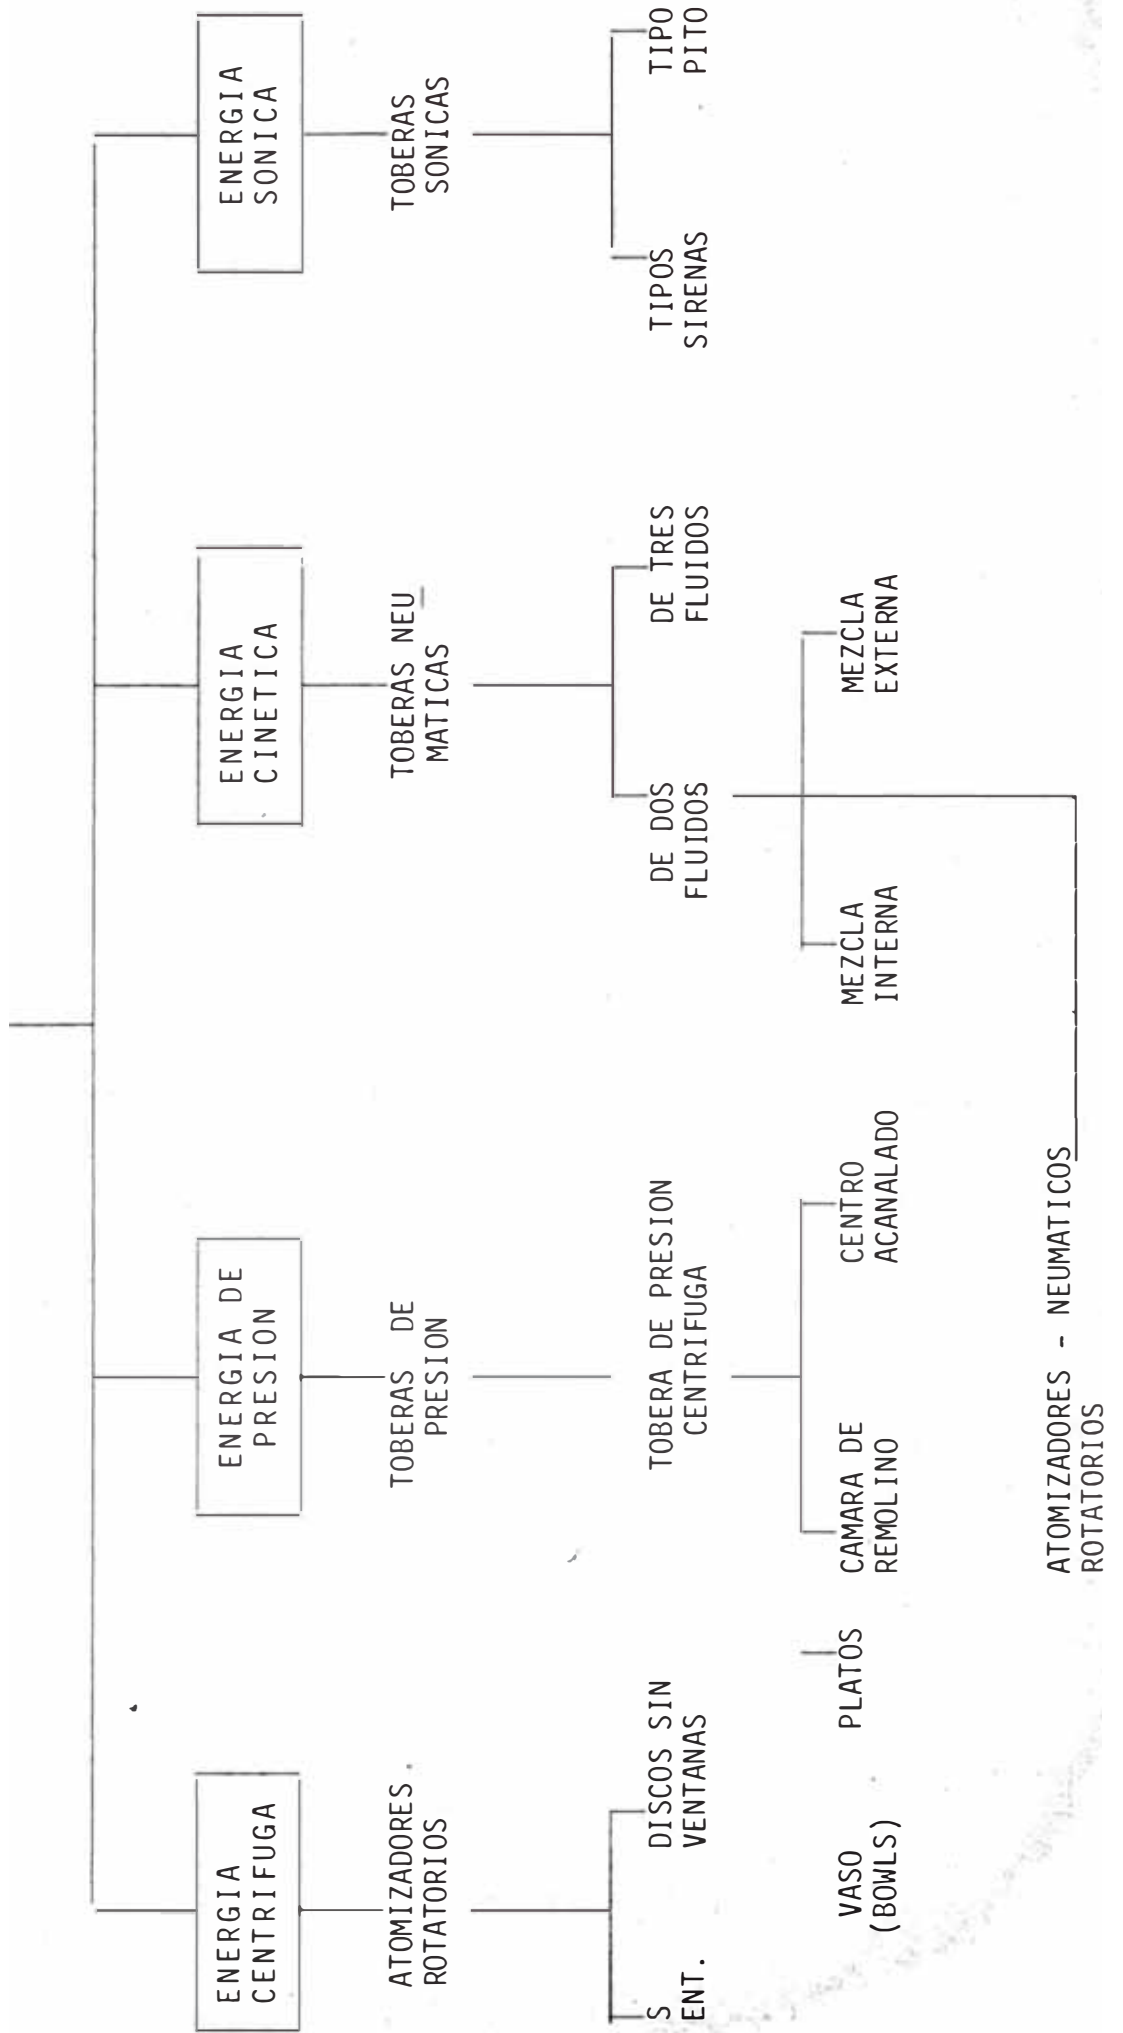 ENERGIA
CENTRIFUGA
ENERGIA DE
PRESION
ENERGIA
CINETICA
ENERGIA
SONICA
ATOMIZADORES
ROTATORIOS
TOBERAS DE
PRESION
TOBERAS NEU_
MATICAS
TOBERAS
SONICAS
S
ENT.
DISCOS SIN
VENTANAS
TOBERA DE PRESION
CENTRIFUGA
DE DOS
FLUIDOS
DE TRES
FLUIDOS
TIPOS
SIRENAS
TIPO
PITO
VASO
(BOWLS)
PLATOS
CAMARA DE
REMOLINO
CENTRO
ACANALADO
MEZCLA
INTERNA
MEZCLA
EXTERNA
ATOMIZADORES - NEUMATICOS
ROTATORIOS